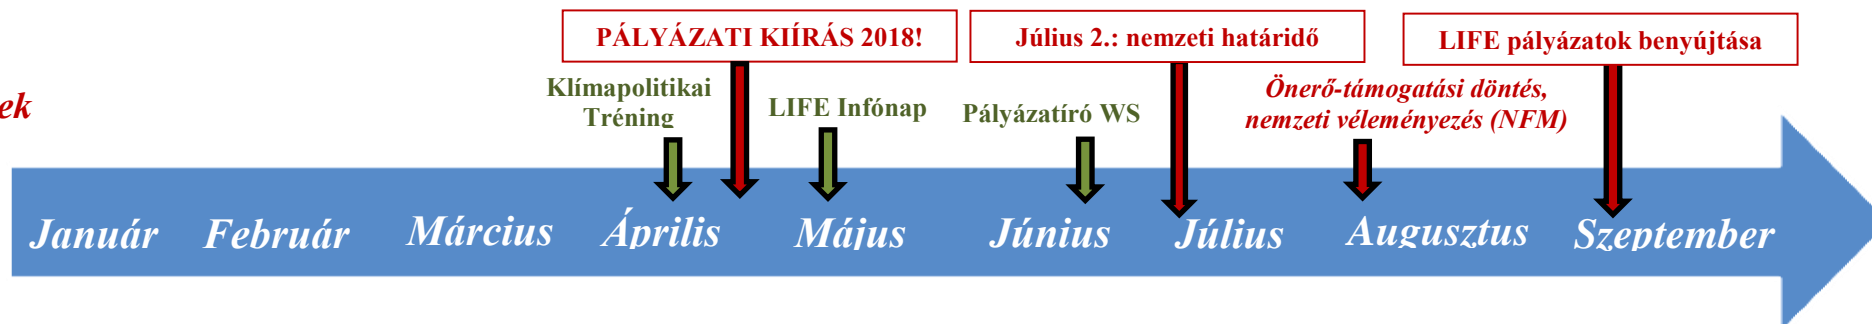 PÁLYÁZATI KIÍRÁS 2018!
Július 2.: nemzeti határidő
LIFE pályázatok benyújtása
Klímapolitikai
Tréning
LIFE Infónap
Pályázatíró WS
Önerő-támogatási döntés,
nemzeti véleményezés (NFM)
ek
Január Február Március Április Május Június Július Augusztus Szeptember